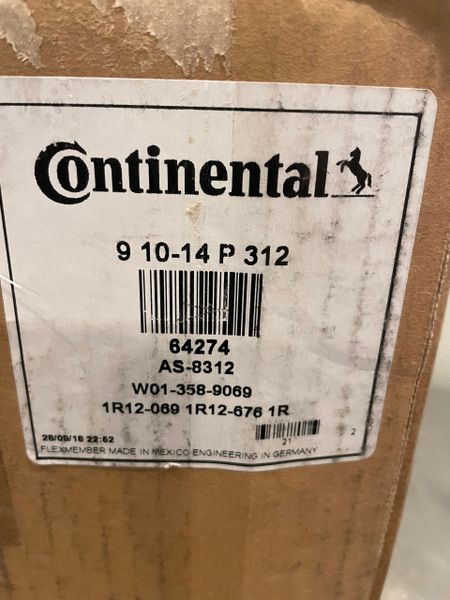 Continental
9 10-14 P 312
64274
AS-8312
W01-358-9069
1R12-069 1R12-676 1R
28/09/18 22:52
21
2
FLEXMEMBER MADE IN MEXICO ENGINEERING IN GERMANY